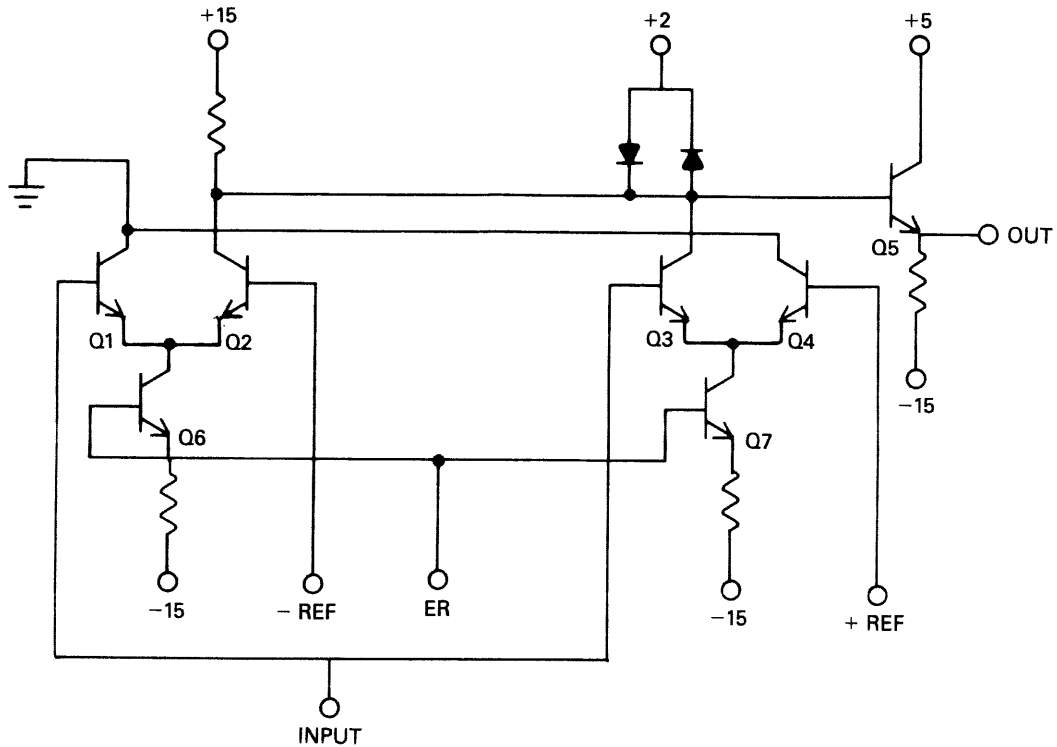 +15
+2
+5
OUT
Q5
Q1
Q2
Q3
Q4
−15
Q6
Q7
−15
− REF
ER
−15
+ REF
INPUT